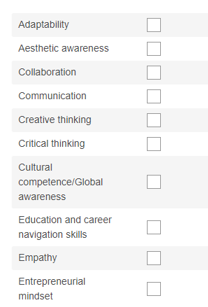 Adaptability
Aesthetic awareness
Collaboration
Communication
Creative thinking
Critical thinking
Cultural
competence/Global
awareness
Education and career
navigation skills
Empathy
Entrepreneurial
mindset